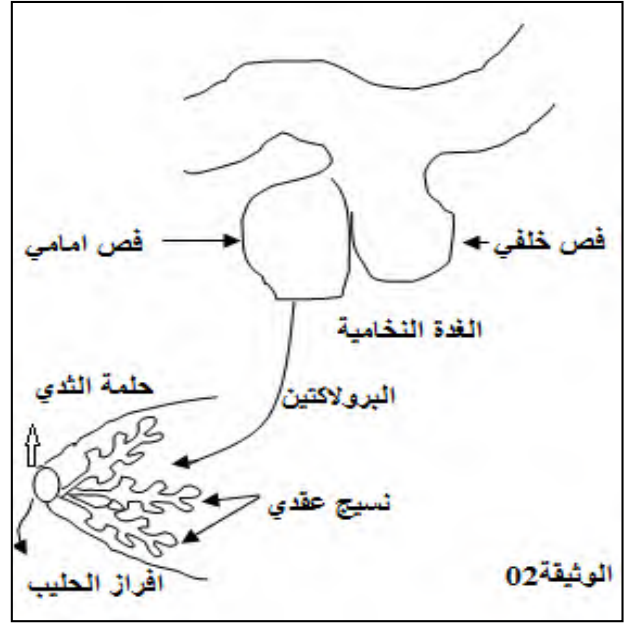 فص امامي
فص خلفي
الغدة النخامية
حلمة الثدي
البرولاكتين
نسيج عقدي
افراز الحليب
الوثيقة02